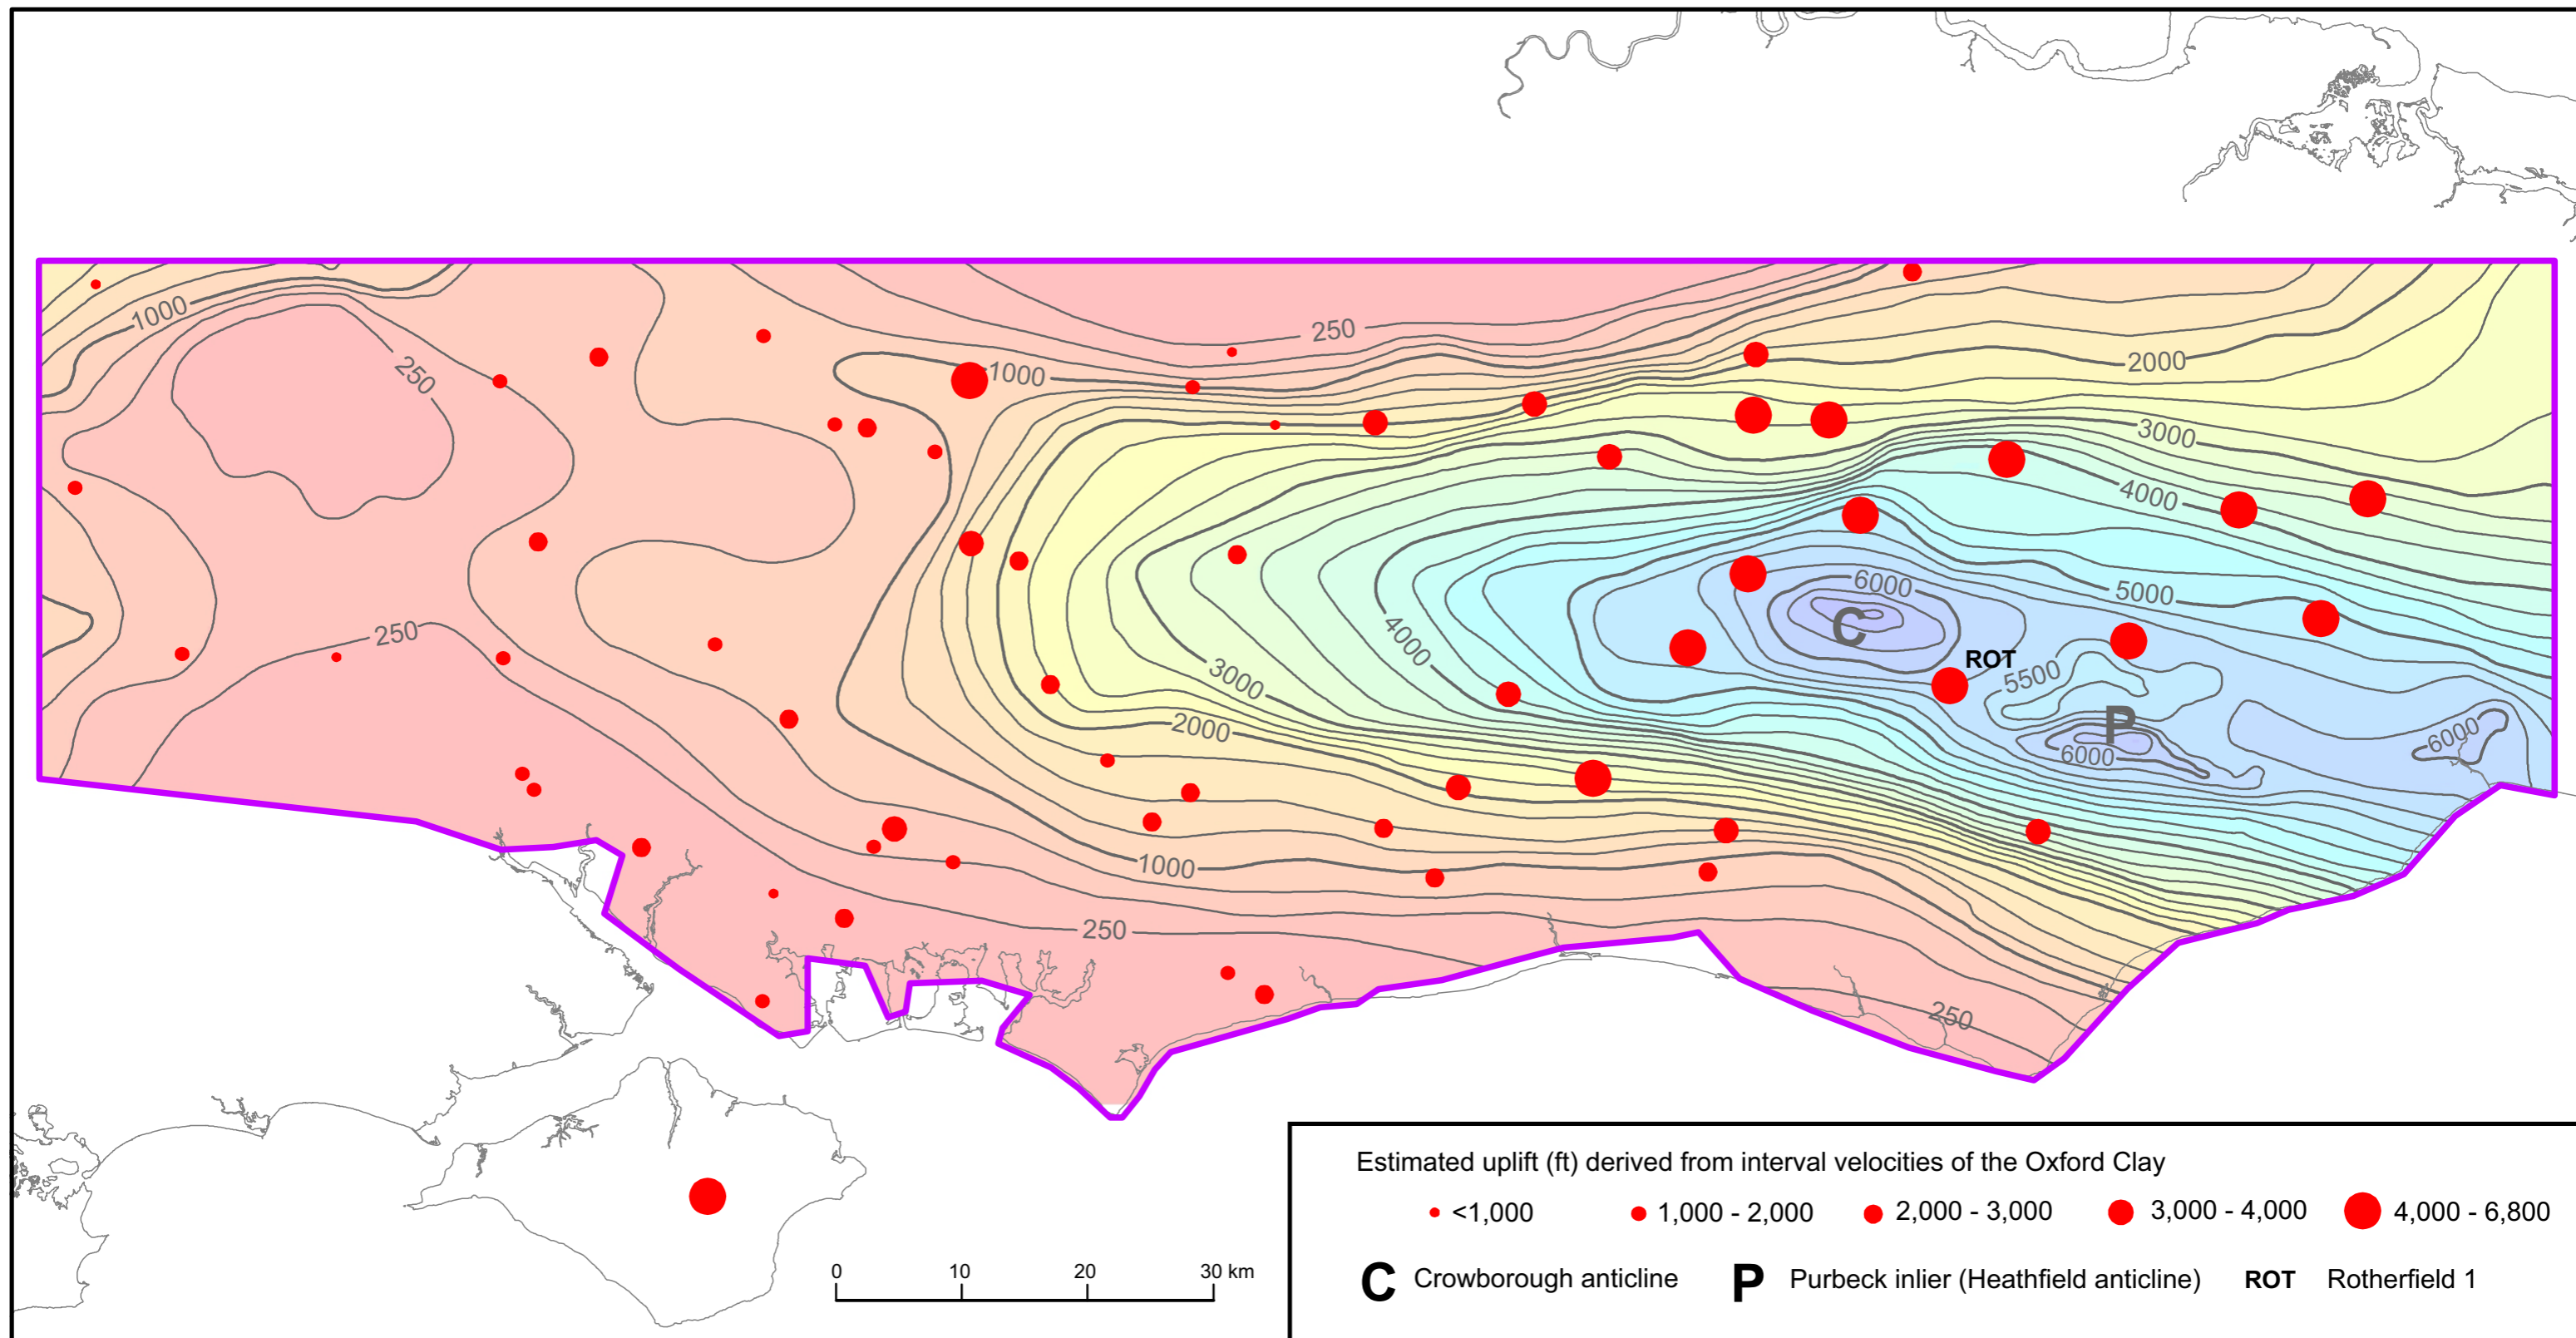 1000
250
250
1000
2000
3000
4000
250
6000
5000
4000
ROT
C
3000
5500
2000
P
6000
6000
1000
250
250
Estimated uplift (ft) derived from interval velocities of the Oxford Clay
<1,000 1,000 - 2,000 2,000 - 3,000 3,000 - 4,000 4,000 - 6,800
0 10 20 30 km
C Crowborough anticline P Purbeck inlier (Heathfield anticline) ROT Rotherfield 1